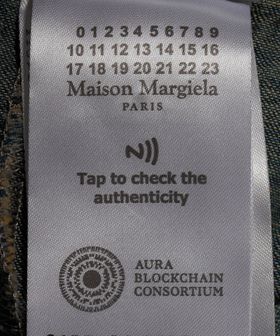 0 1 2 3 4 5 6 7 8 9
10 11 12 13 14 15 16
17 18 19 20 21 22 23
Maison Margiela
PARIS
Tap to check the
authenticity
AURA
BLOCKCHAIN
CONSORTIUM